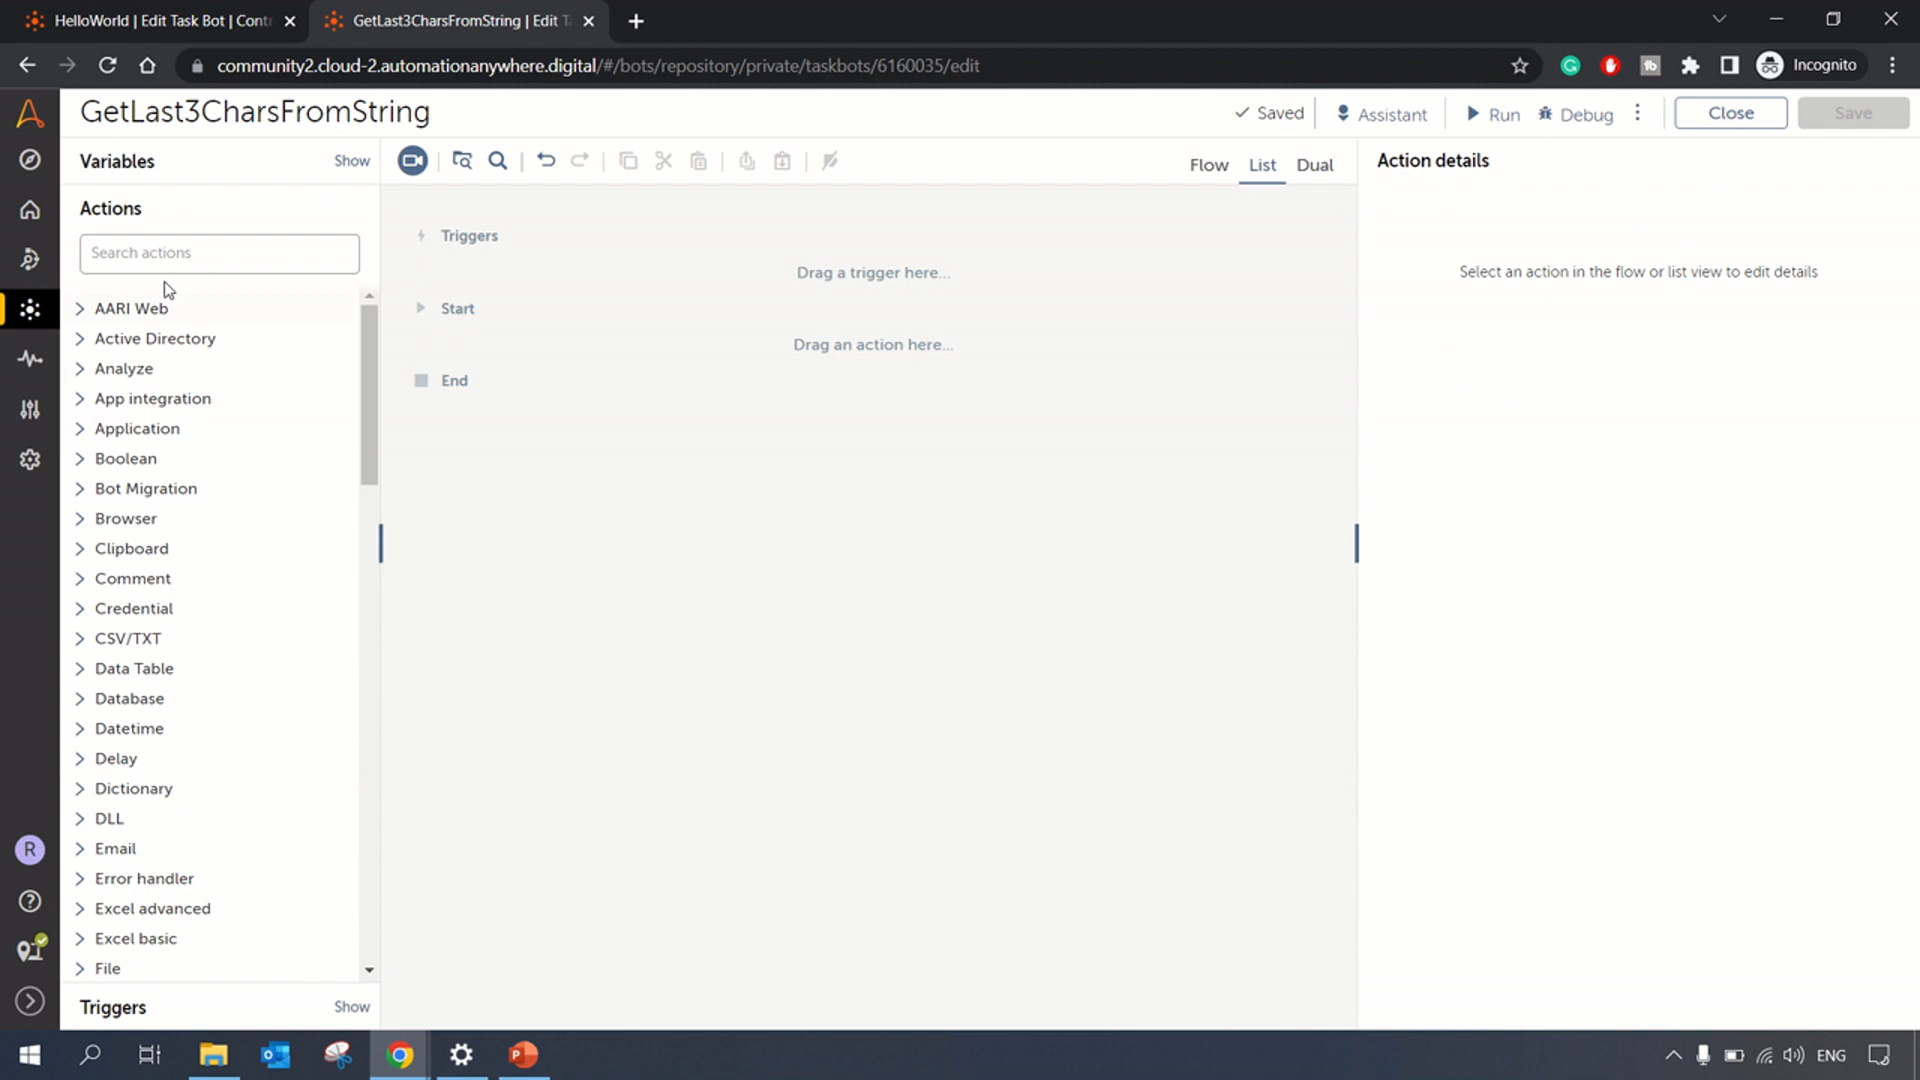 HelloWorld | Edit Task Bot | Cont
GetLast3CharsFromString | Edit T
community2.cloud-2.automationanywhere.digital/#/bots/repository/private/taskbots/6160035/edit
Incognito
GetLast3CharsFromString
Saved
Assistant
Run
Debug
Close
Save
Variables
Show
Flow
List
Dual
Action details
Actions
Search actions
Triggers
Drag a trigger here...
Select an action in the flow or list view to edit details
Start
Drag an action here...
End
AARI Web
Active Directory
Analyze
App integration
Application
Boolean
Bot Migration
Browser
Clipboard
Comment
Credential
CSV/TXT
Data Table
Database
Datetime
Delay
Dictionary
DLL
Email
R
Error handler
Excel advanced
Excel basic
File
Triggers
Show
ENG